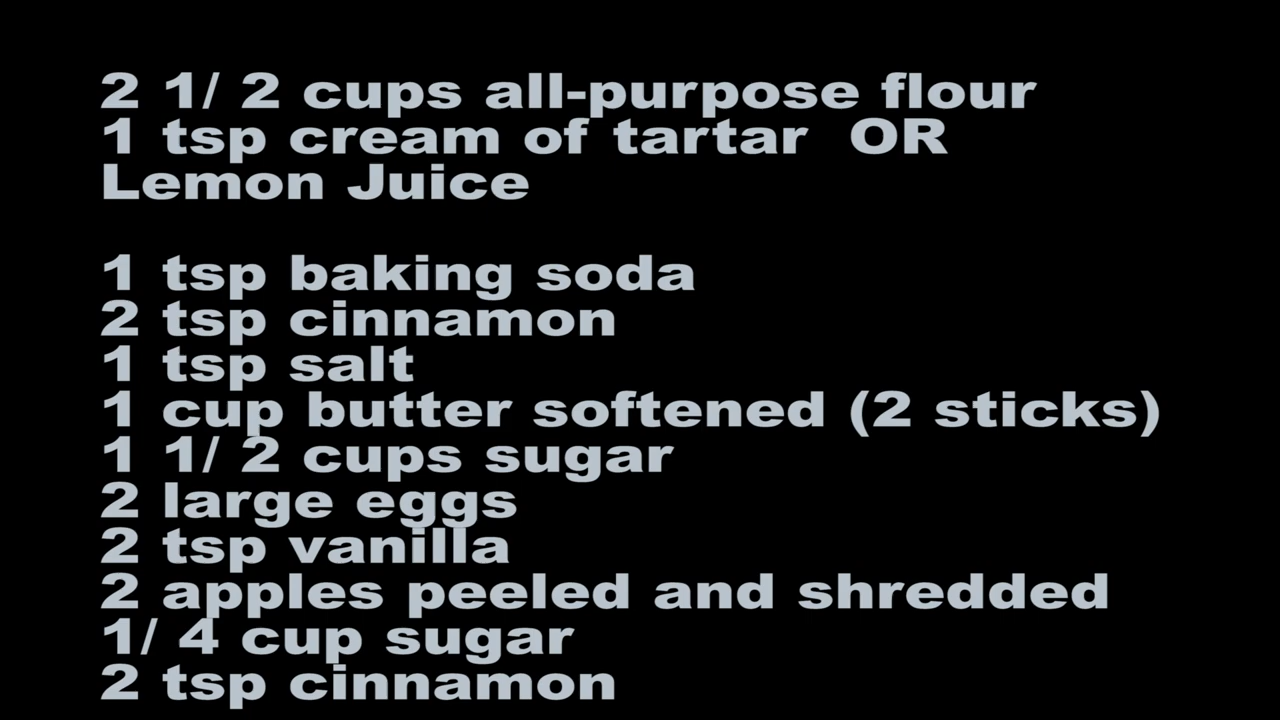 2 1/ 2 cups all-purpose flour
1 tsp cream of tartar  OR
Lemon Juice
1 tsp baking soda
2 tsp cinnamon
1 tsp salt
1 cup butter softened (2 sticks)
1 1/ 2 cups sugar
2 large eggs
2 tsp vanilla
2 apples peeled and shredded
1/ 4 cup sugar
2 tsp cinnamon